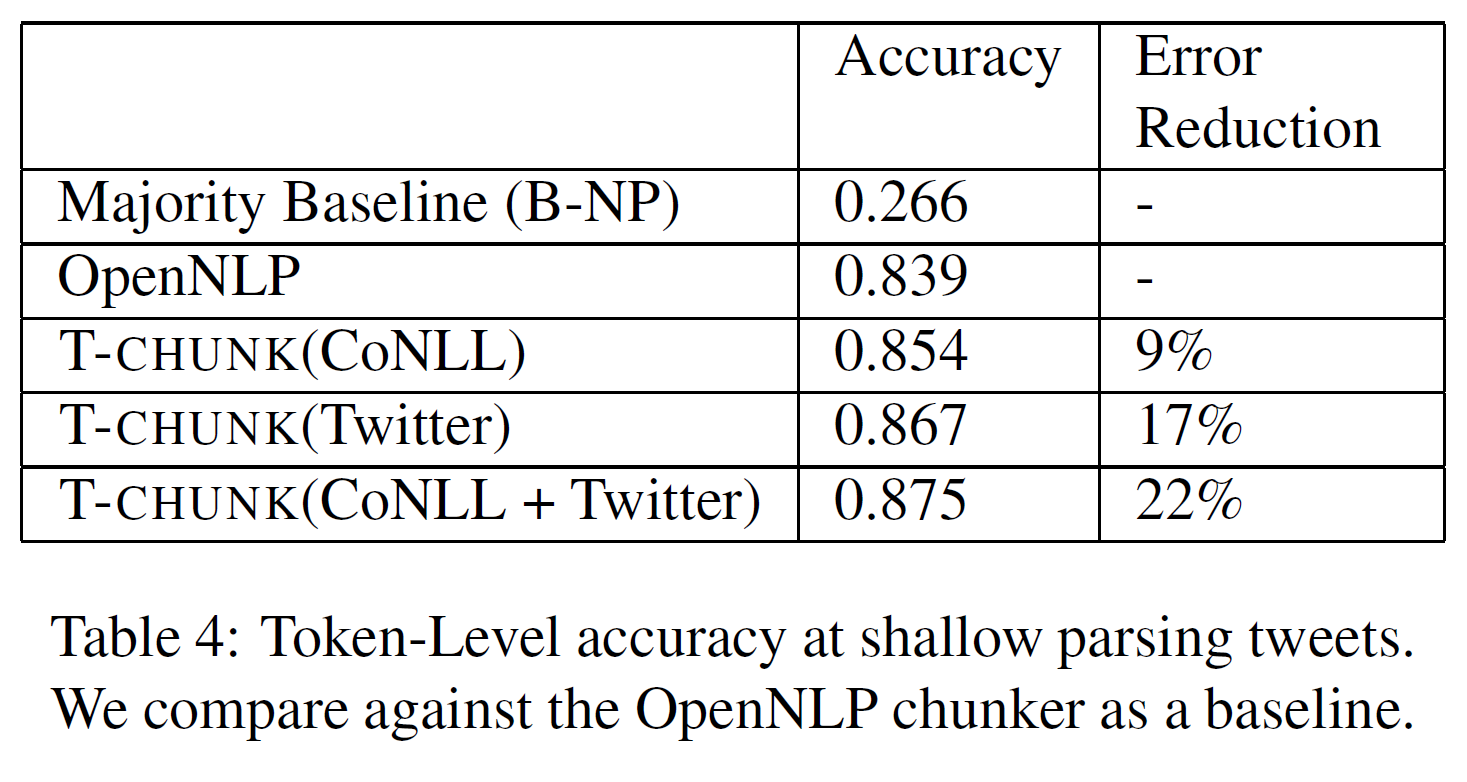 Accuracy Error
Reduction
Majority Baseline (B-NP) 0.266 -
OpenNLP 0.839 -
T-CHUNK(CoNLL) 0.854 9%
T-CHUNK(Twitter) 0.867 17%
T-CHUNK(CoNLL + Twitter) 0.875 22%
Table 4: Token-Level accuracy at shallow parsing tweets.
We compare against the OpenNLP chunker as a baseline.